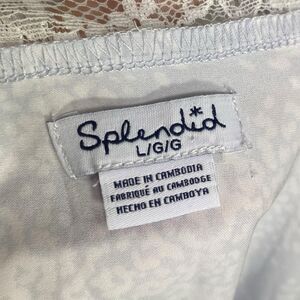 Splendid
L/G/G
MADE IN CAMBODIA
FABRIQUÉ AU CAMBODGE
HECHO EN CAMBOYA